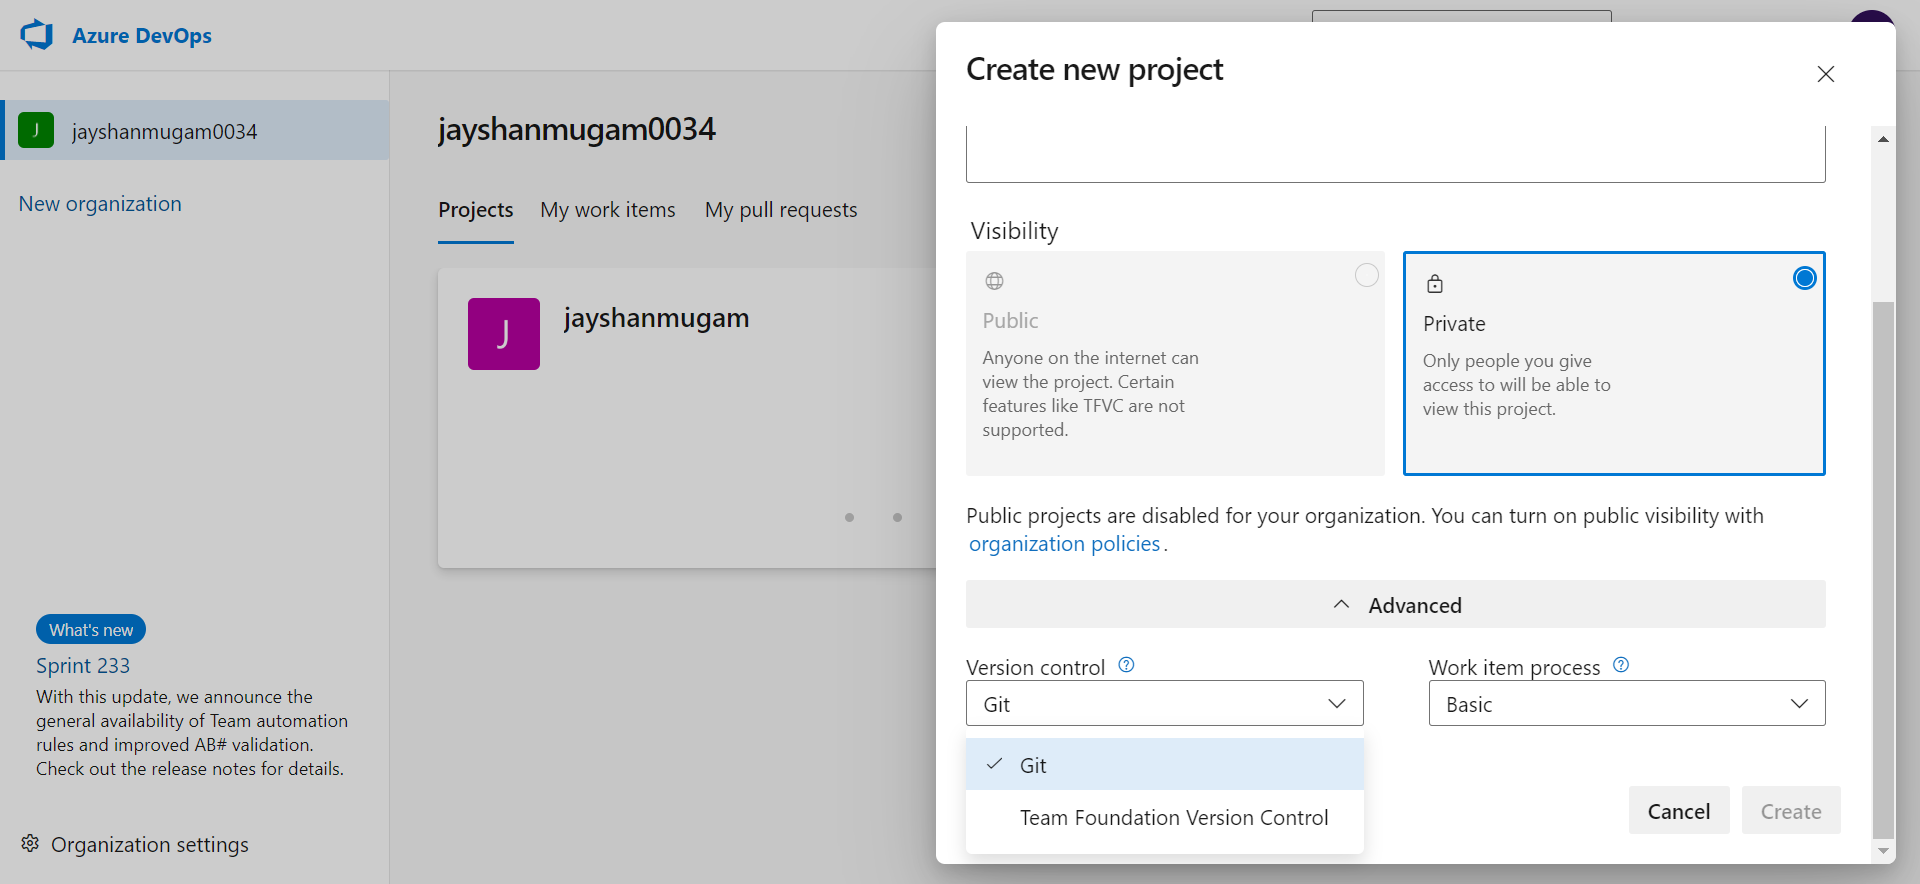 Azure DevOps
J
jayshanmugam0034
New organization
What's new
Sprint 233
With this update, we announce the
general availability of Team automation
rules and improved AB# validation.
Check out the release notes for details.
Organization settings
jayshanmugam0034
Projects
My work items
My pull requests
J
jayshanmugam
Create new project
Visibility
Public
Anyone on the internet can
view the project. Certain
features like TFVC are not
supported.
Private
Only people you give
access to will be able to
view this project.
Public projects are disabled for your organization. You can turn on public visibility with
organization policies.
Advanced
Version control
Git
Git
Team Foundation Version Control
Work item process
Basic
Cancel
Create